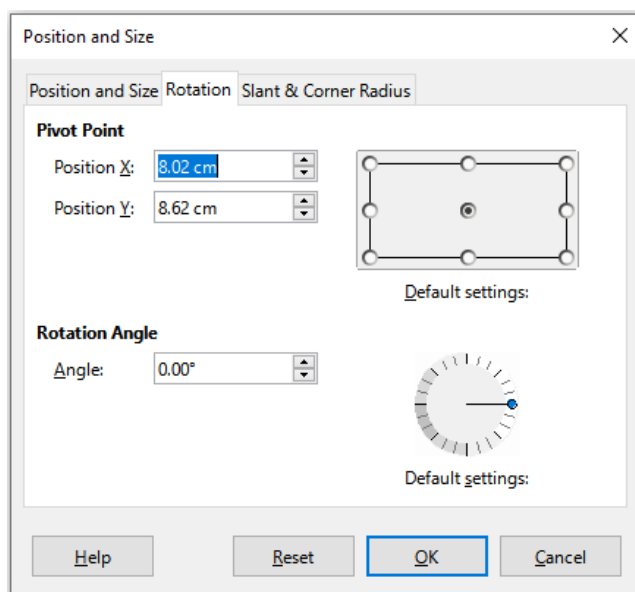 Position and Size
Position and Size Rotation Slant & Corner Radius
Pivot Point
Position X: 8.02 cm
Position Y: 8.62 cm
Default settings:
Rotation Angle
Angle: 0.00°
Default settings:
Help Reset OK Cancel